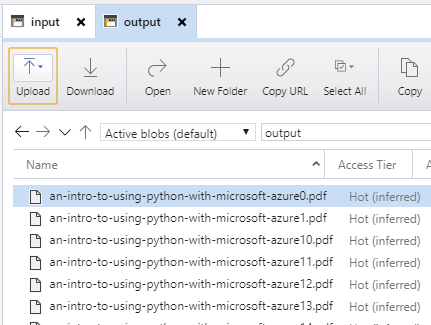 input output
Upload Download Open New Folder Copy URL Select All Copy
Active blobs (default) output
Name Access Tier
an-intro-to-using-python-with-microsoft-azure0.pdf Hot (inferred)
an-intro-to-using-python-with-microsoft-azure1.pdf Hot (inferred)
an-intro-to-using-python-with-microsoft-azure10.pdf Hot (inferred)
an-intro-to-using-python-with-microsoft-azure11.pdf Hot (inferred)
an-intro-to-using-python-with-microsoft-azure12.pdf Hot (inferred)
an-intro-to-using-python-with-microsoft-azure13.pdf Hot (inferred)